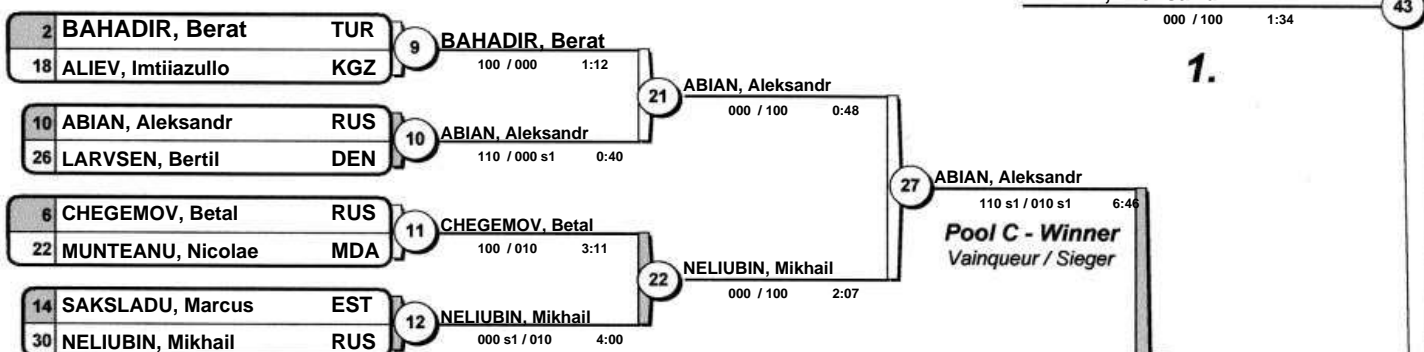 43
000 / 100 1:34
1.
2 BAHADIR, Berat TUR
18 ALIEV, Imtiiazullo KGZ
9
BAHADIR, Berat
100 / 000 1:12
10 ABIAN, Aleksandr RUS
26 LARVSEN, Bertil DEN
10
ABIAN, Aleksandr
110 / 000 s1 0:40
21
ABIAN, Aleksandr
000 / 100 0:48
6 CHEGEMOV, Betal RUS
22 MUNTEANU, Nicolae MDA
11
CHEGEMOV, Betal
100 / 010 3:11
14 SAKSLADU, Marcus EST
30 NELIUBIN, Mikhail RUS
12
NELIUBIN, Mikhail
000 s1 / 010 4:00
22
NELIUBIN, Mikhail
000 / 100 2:07
27
ABIAN, Aleksandr
110 s1 / 010 s1 6:46
Pool C - Winner
Vainqueur / Sieger